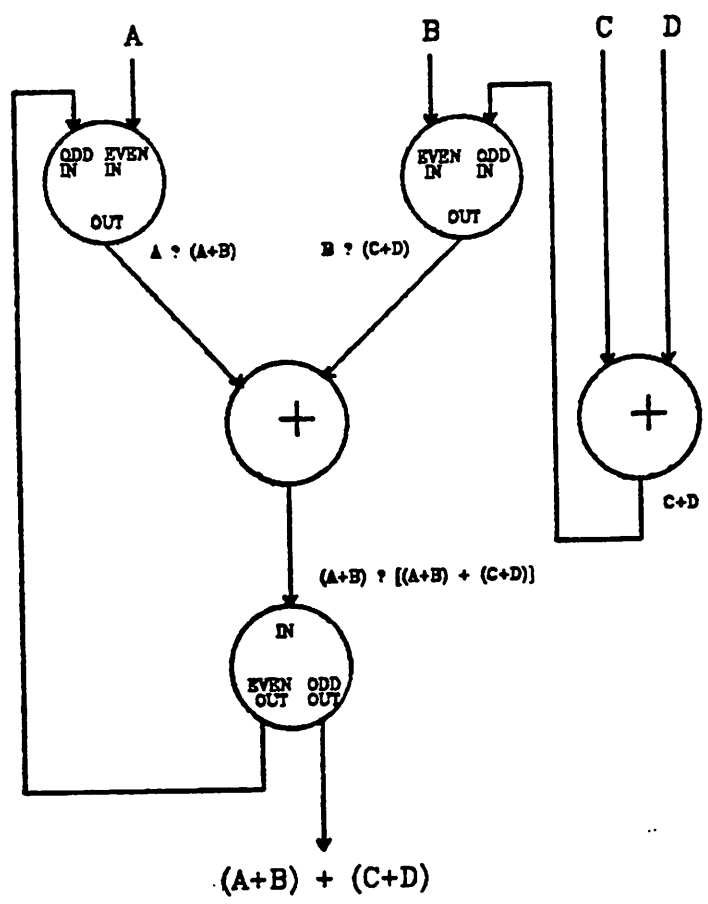 A
B
C
D
ODD IN
EVEN IN
OUT
EVEN IN
ODD IN
OUT
A ? (A+B)
B ? (C+D)
+
+
C+D
(A+B) ? [(A+B) + (C+D)]
IN
EVEN OUT
ODD OUT
(A+B) + (C+D)